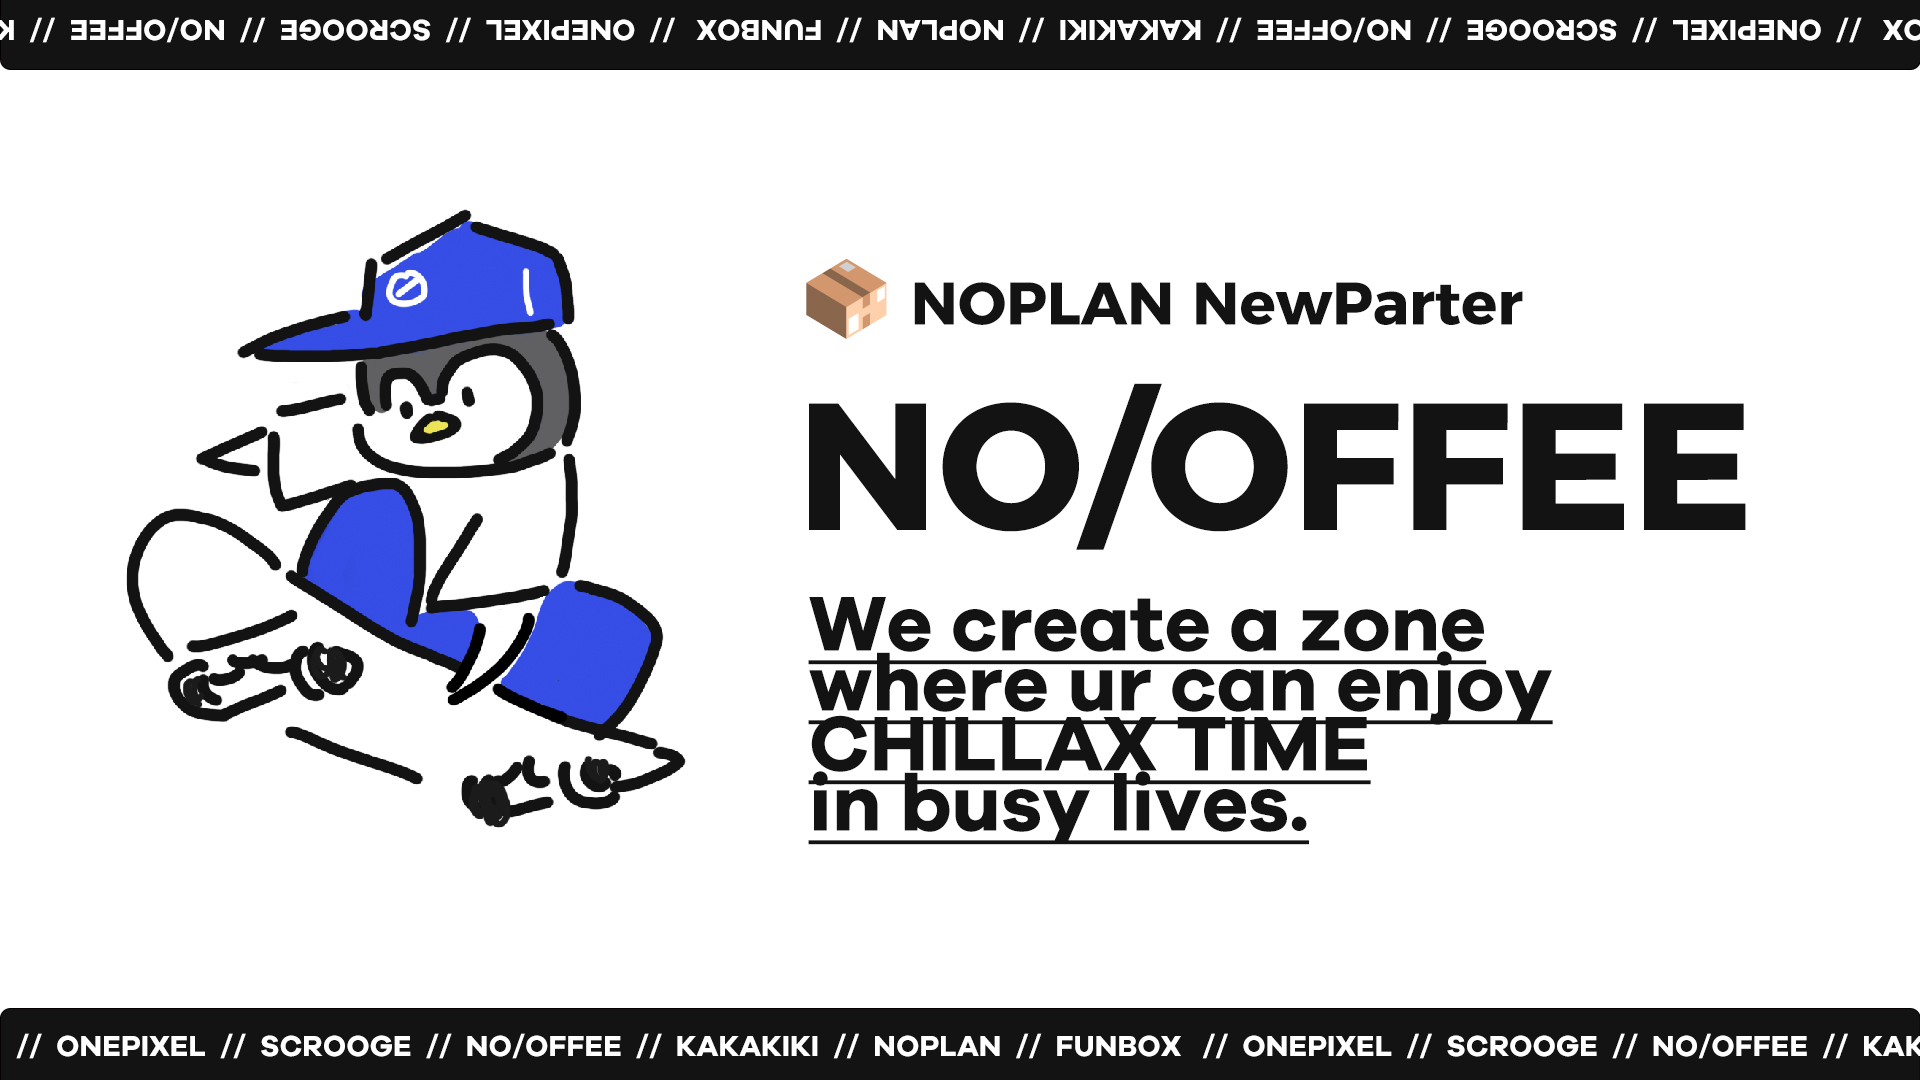 OX // ONEPIXEL // SCROOGE // NO/OFFEE // KAKAKIKI // NOPLAN // FUNBOX // ONEPIXEL // SCROOGE // NO/OFFEE // K
NOPLAN NewParter
NO/OFFEE
We create a zone
where ur can enjoy
CHILLAX TIME
in busy lives.
// ONEPIXEL // SCROOGE // NO/OFFEE // KAKAKIKI // NOPLAN // FUNBOX // ONEPIXEL // SCROOGE // NO/OFFEE // KAK